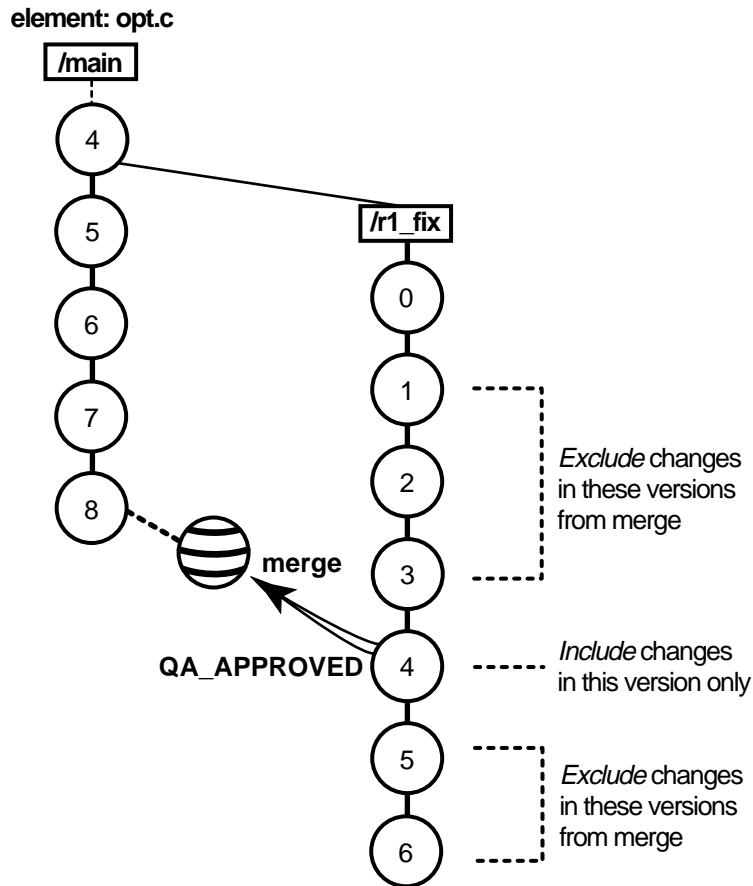 element: opt.c
/main
4
5
6
7
8
/r1_fix
0
1
2
3
4
5
6
merge
QA_APPROVED
Exclude changes
in these versions
from merge
Include changes
in this version only
Exclude changes
in these versions
from merge